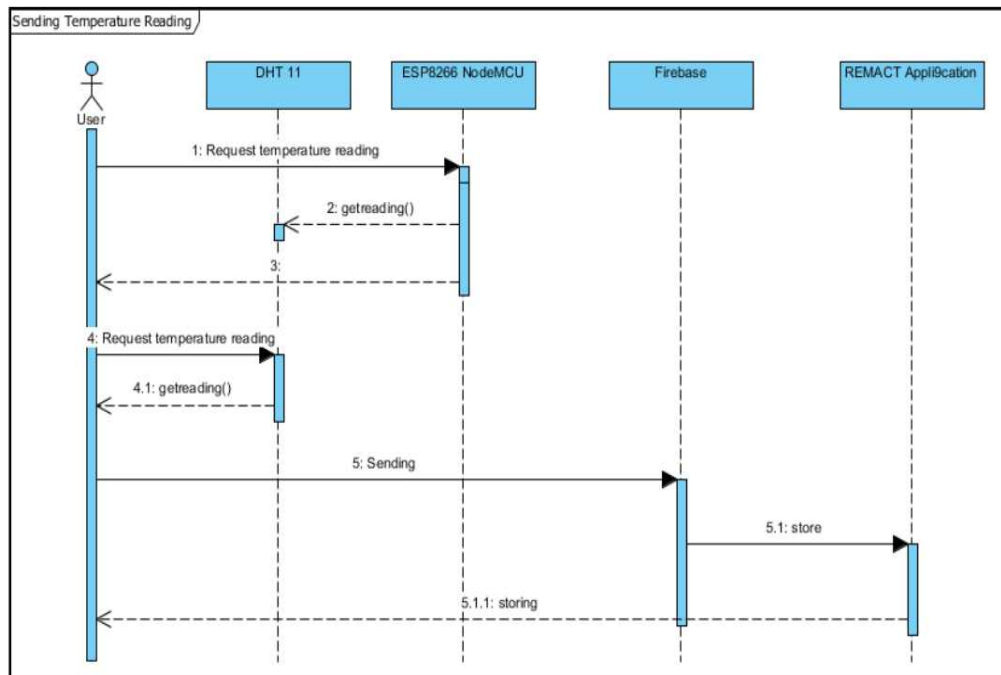 Sending Temperature Reading
DHT 11
ESP8266 NodeMCU
Firebase
REMACT Appli9cation
User
1: Request temperature reading
2: getreading()
3:
4: Request temperature reading
4.1: getreading()
5: Sending
5.1: store
5.1.1: storing